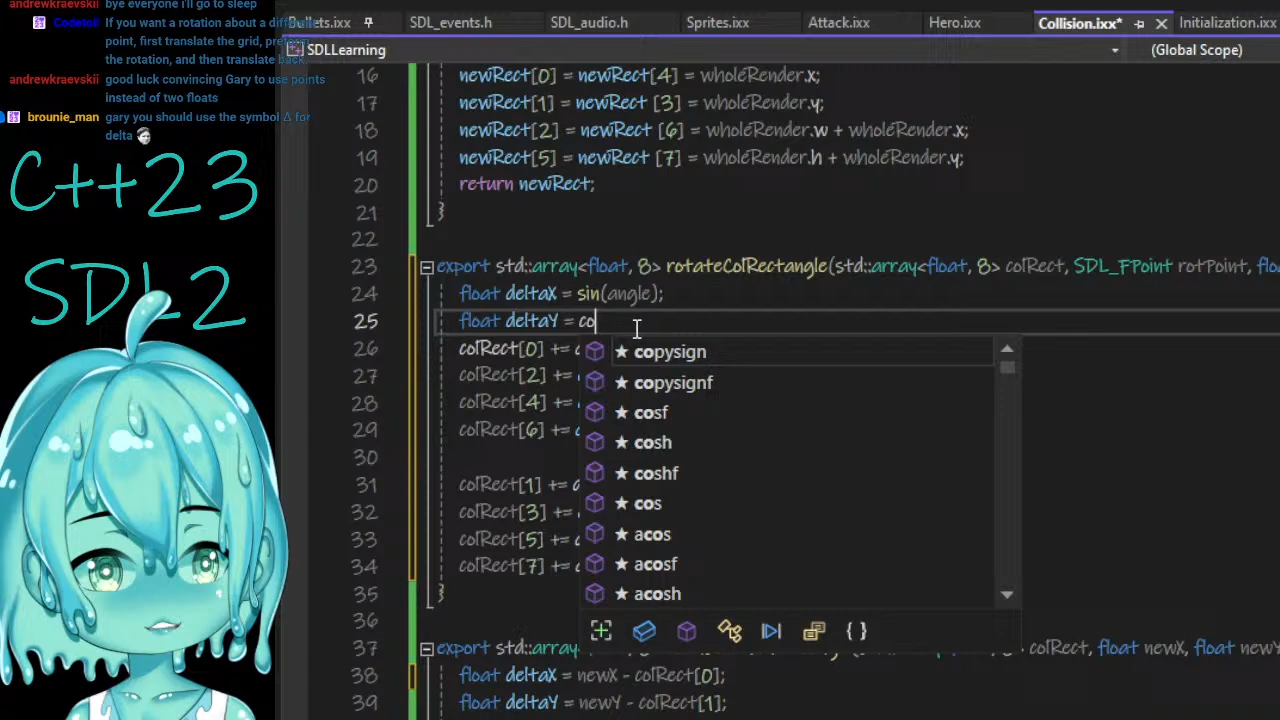 andrewkraevskii bye everyone i'll go to sleep
Codetoil If you want a rotation about a different
point, first translate the grid, preform
the rotation, and then translate back.
andrewkraevskii good luck convincing Gary to use points
instead of two floats
brounie_man gary you should use the symbol Δ for
delta
C++23
SDL2
Bullets.ixx SDL_events.h SDL_audio.h Sprites.ixx Attack.ixx Hero.ixx Collision.ixx* Initialization.ixx
SDLLearning (Global Scope)
16 newRect[0] = newRect[4] = wholeRender.x;
17 newRect[1] = newRect [3] = wholeRender.y;
18 newRect[2] = newRect [6] = wholeRender.w + wholeRender.x;
19 newRect[5] = newRect [7] = wholeRender.h + wholeRender.y;
20 return newRect;
21 }
22
23 export std::array<float, 8> rotateColRectangle(std::array<float, 8> colRect, SDL_FPoint rotPoint, flo
24 float deltaX = sin(angle);
25 float deltaY = co
26 colRect[0] +=
27 colRect[2] +=
28 colRect[4] +=
29 colRect[6] +=
30
31 colRect[1] +=
32 colRect[3] +=
33 colRect[5] +=
34 colRect[7] +=
35 }
36
37 export std::array colRect, float newX, float newY
38 float deltaX = newX - colRect[0];
39 float deltaY = newY - colRect[1];
★ copysign
★ copysignf
★ cosf
★ cosh
★ coshf
★ cos
★ acos
★ acosf
★ acosh
{ }